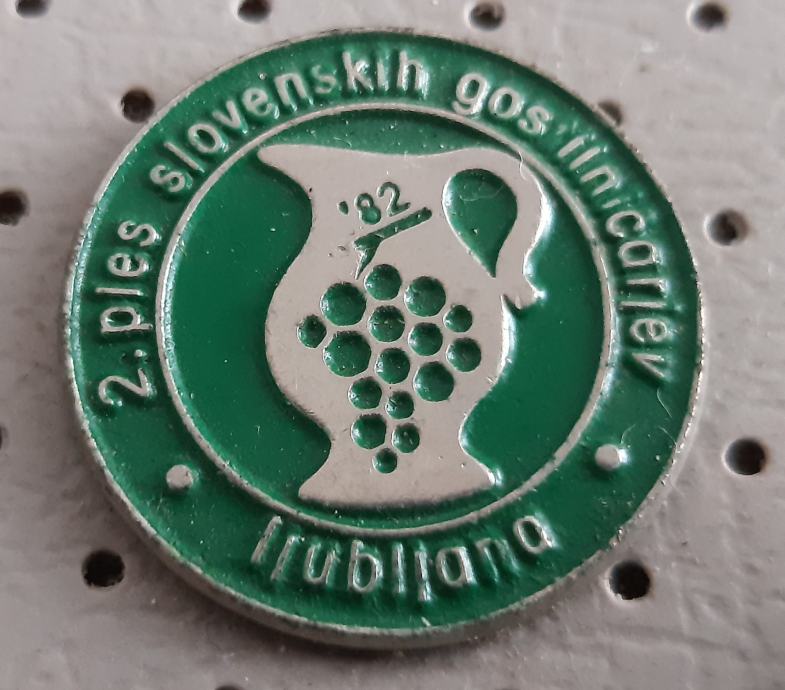 2. ples slovenskih gostilničarjev
'82
ljubljana